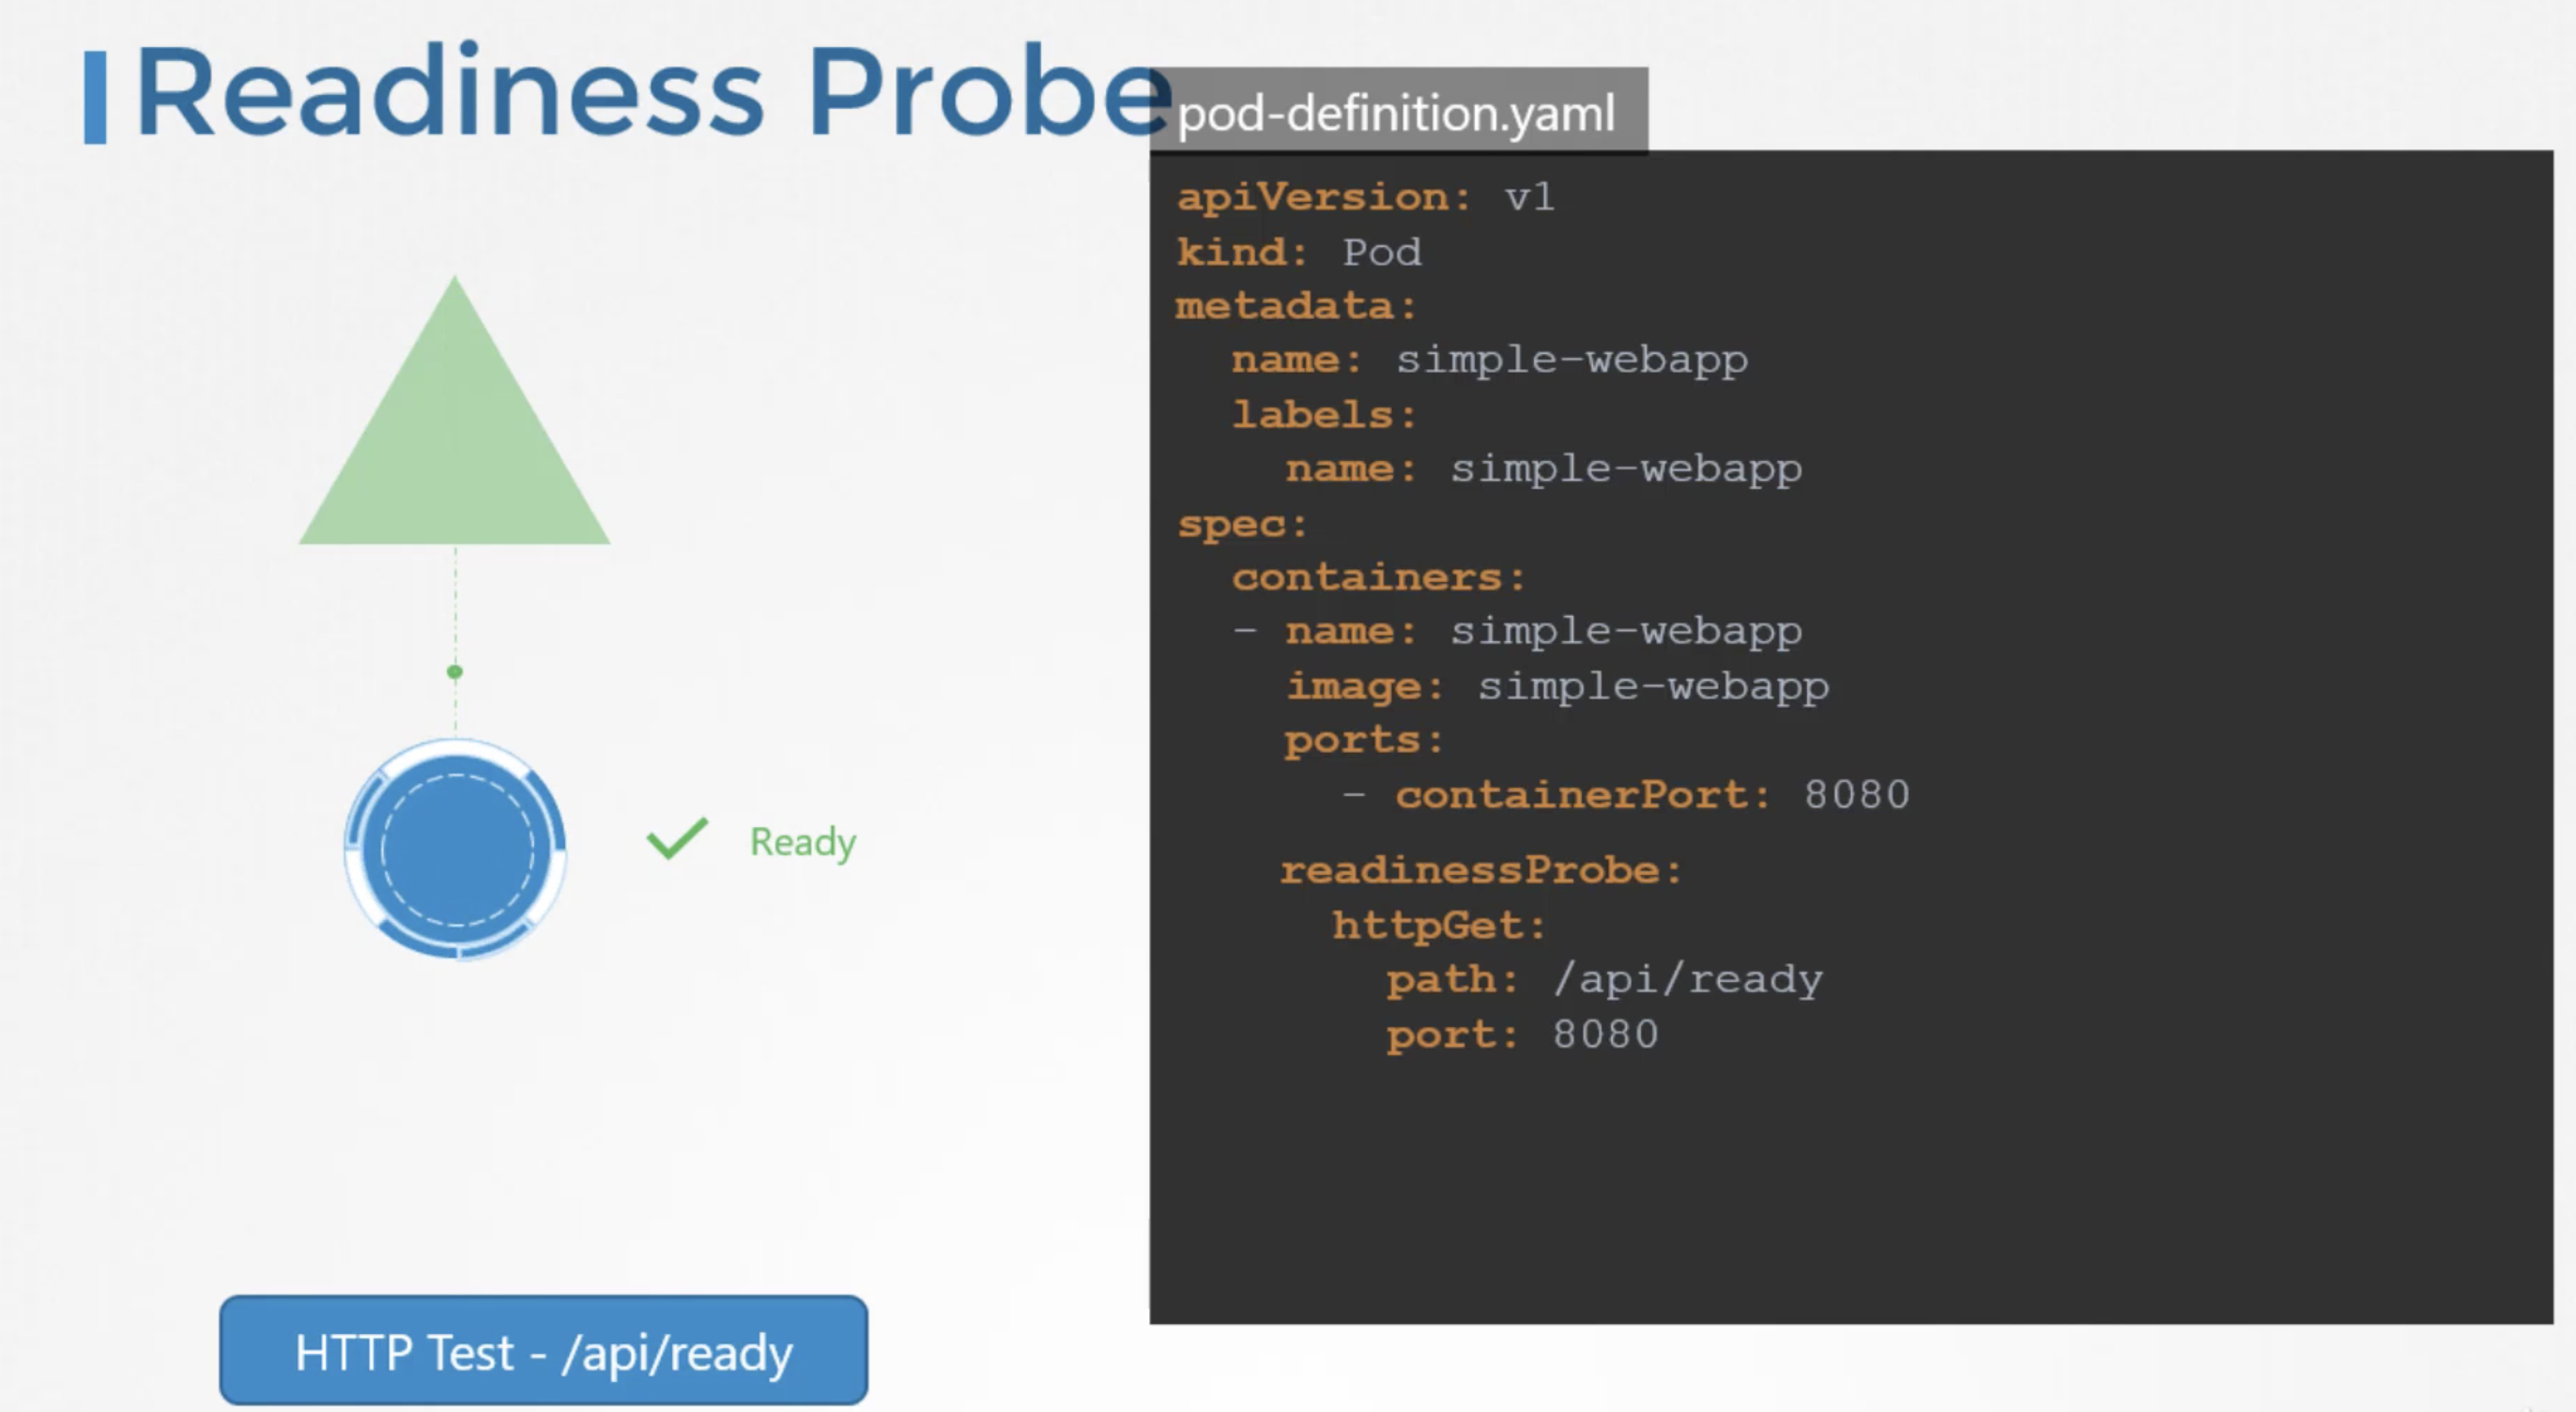 Readiness Probe
pod-definition.yaml
apiVersion: v1
kind: Pod
metadata:
  name: simple-webapp
  labels:
    name: simple-webapp
spec:
  containers:
  - name: simple-webapp
    image: simple-webapp
    ports:
      - containerPort: 8080
    readinessProbe:
      httpGet:
        path: /api/ready
        port: 8080
Ready
HTTP Test - /api/ready